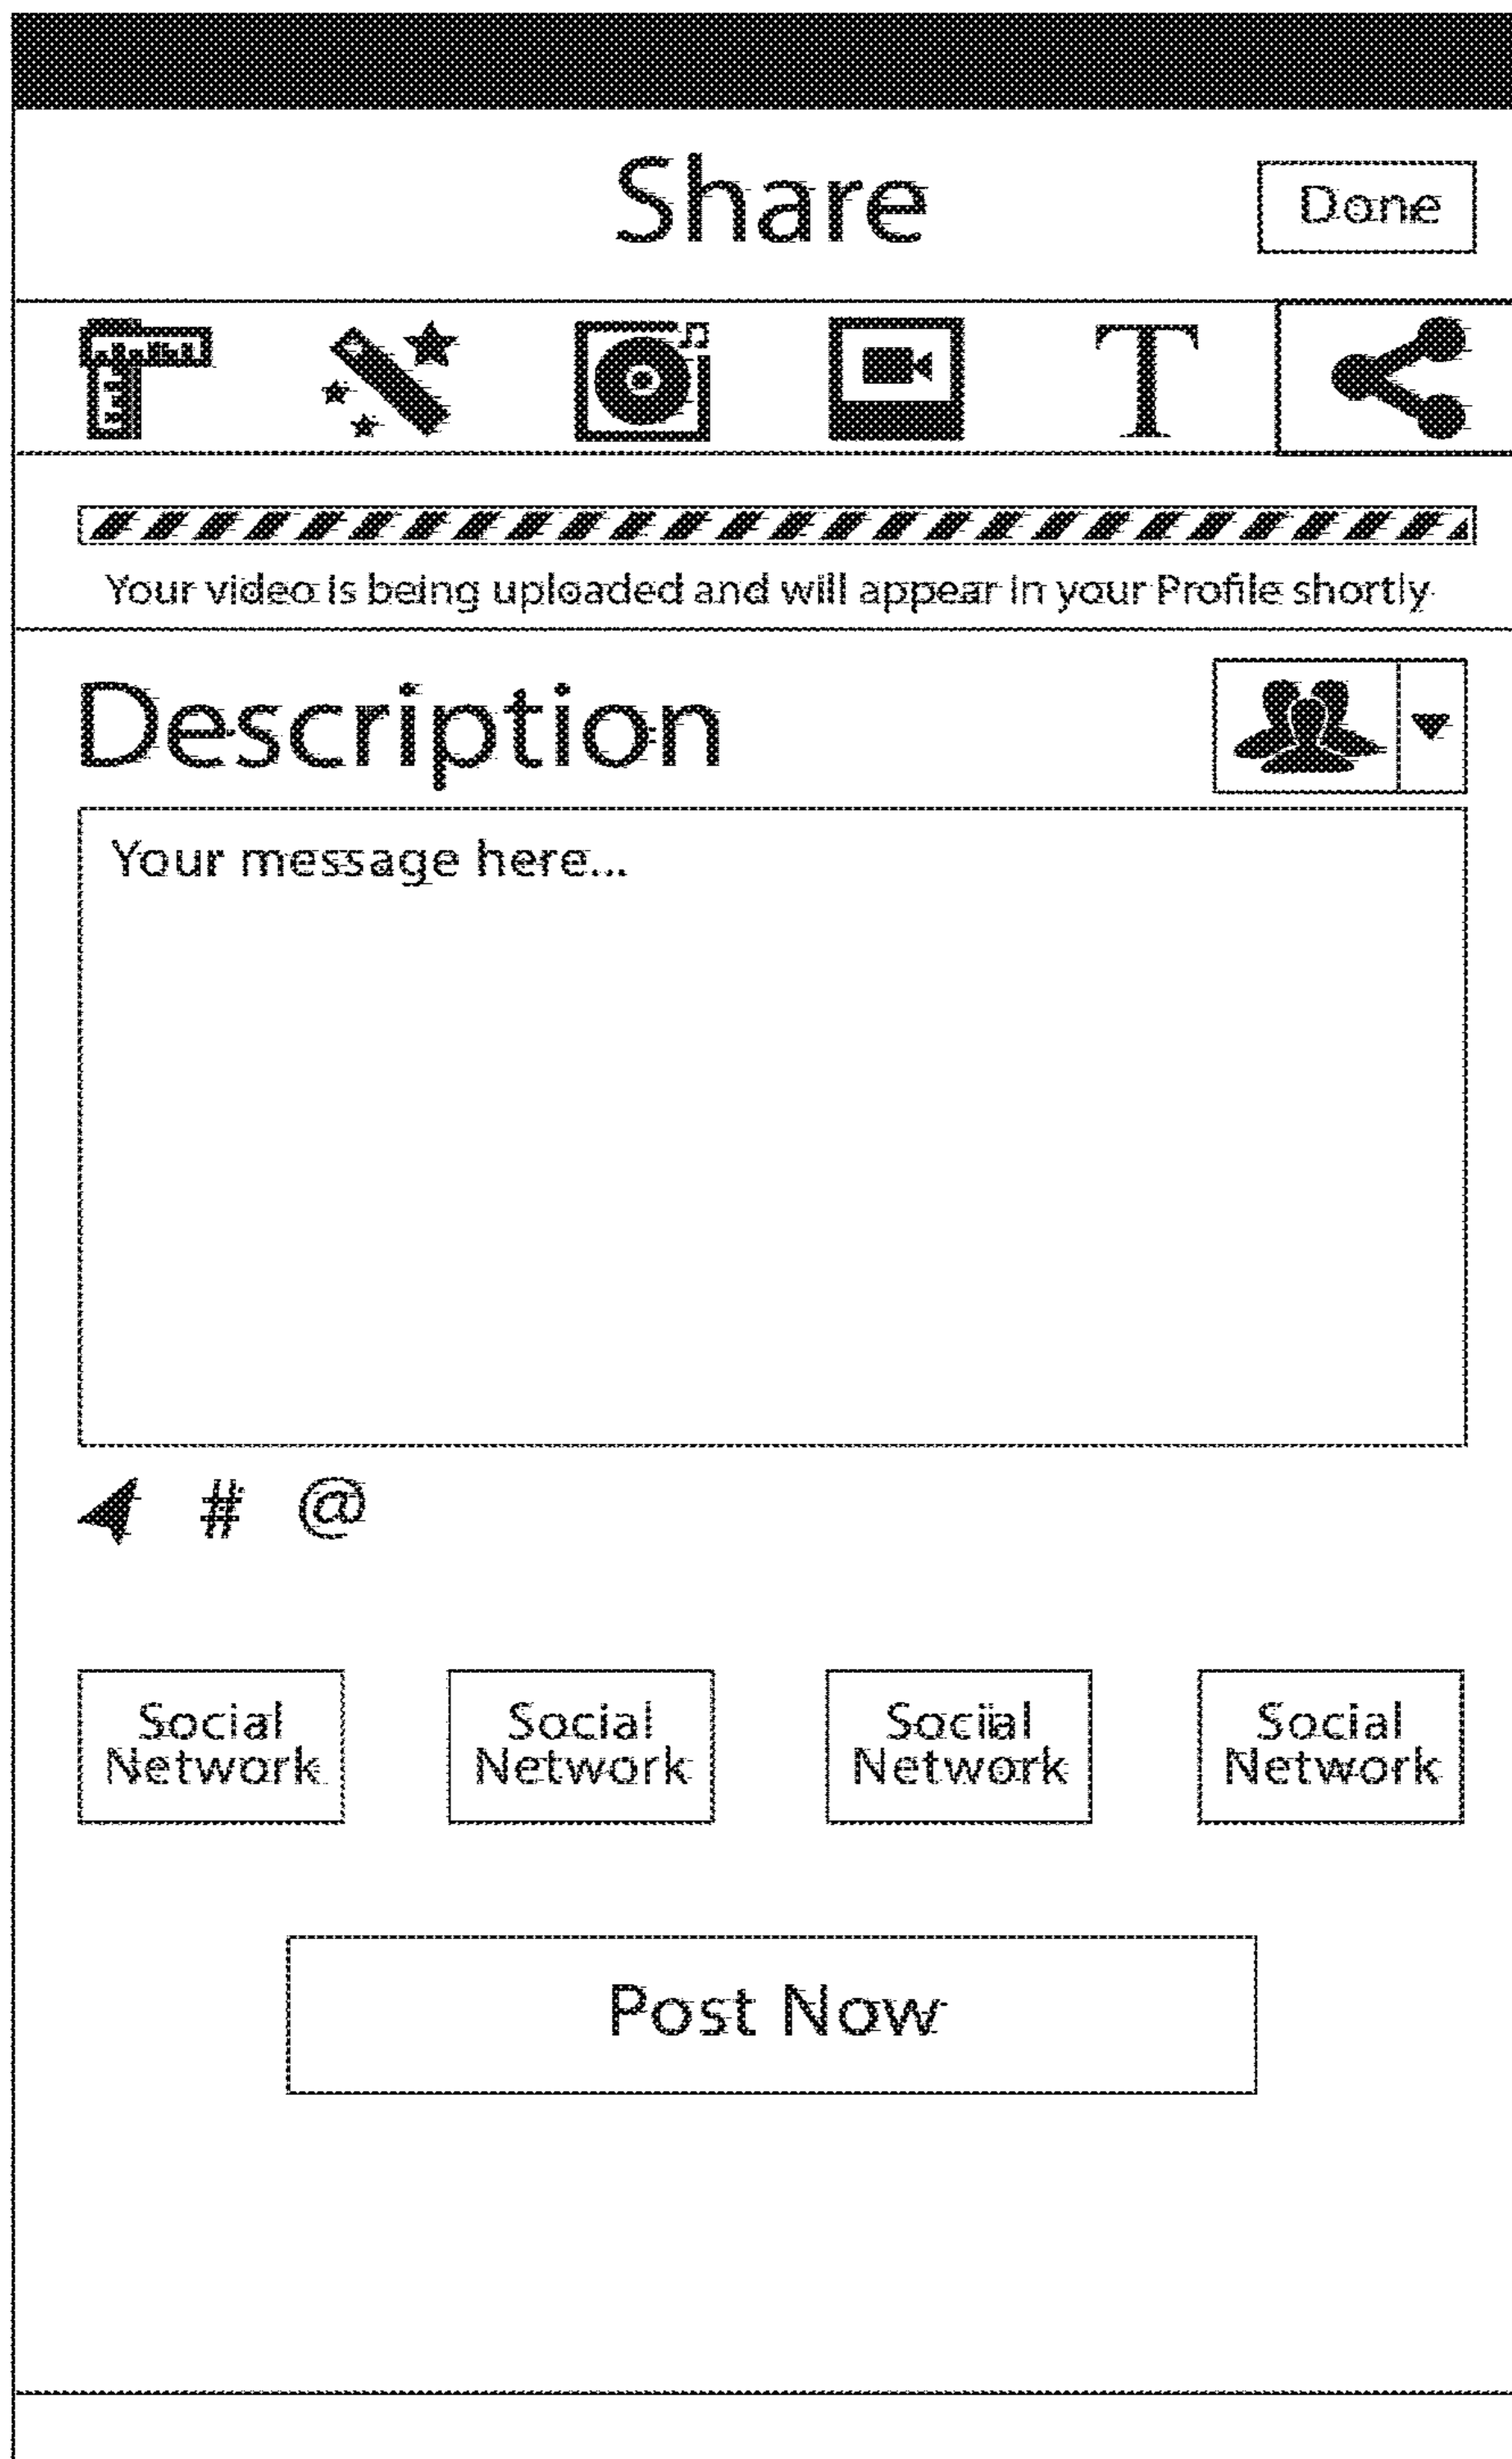 Share
Done
T
Your video is being uploaded and will appear in your Profile shortly
Description
Your message here...
# @
Social Network
Social Network
Social Network
Social Network
Post Now